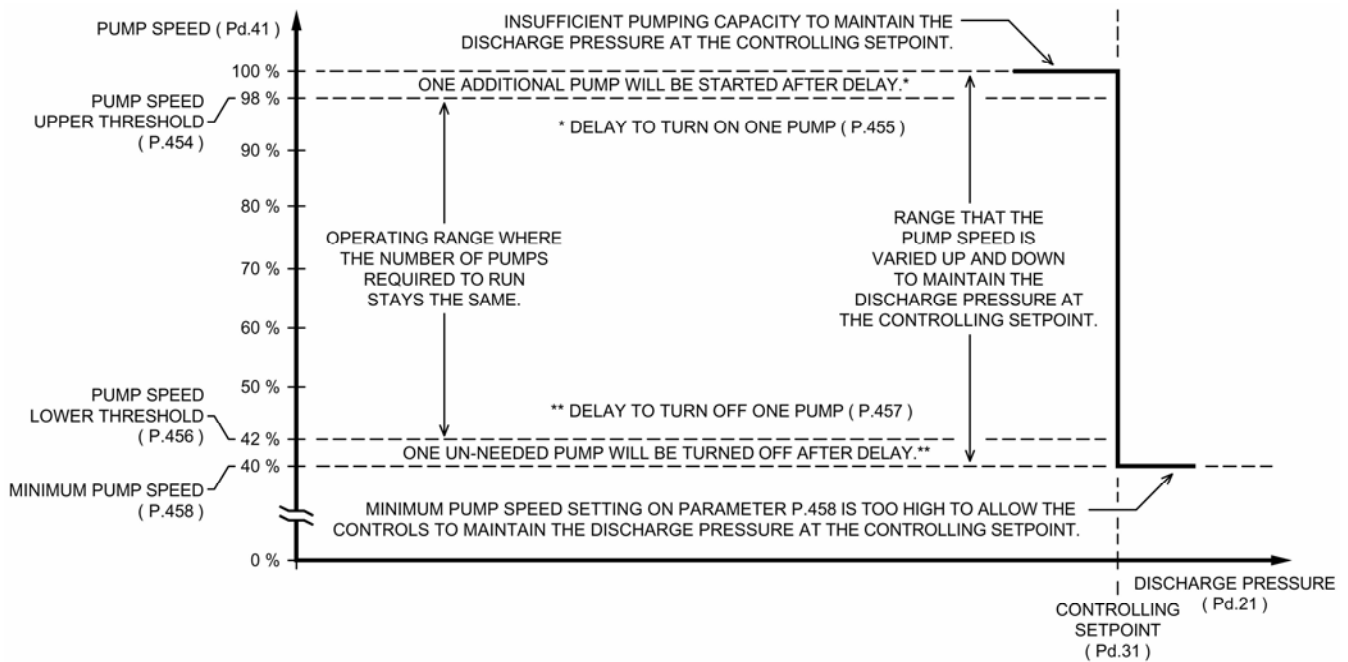 PUMP SPEED ( Pd.41)
INSUFFICIENT PUMPING CAPACITY TO MAINTAIN THE
DISCHARGE PRESSURE AT THE CONTROLLING SETPOINT.
100 %
ONE ADDITIONAL PUMP WILL BE STARTED AFTER DELAY.*
98 %
PUMP SPEED
UPPER THRESHOLD
( P.454 )
* DELAY TO TURN ON ONE PUMP ( P.455 )
90 %
80 %
OPERATING RANGE WHERE
THE NUMBER OF PUMPS
REQUIRED TO RUN
STAYS THE SAME.
RANGE THAT THE
PUMP SPEED IS
VARIED UP AND DOWN
TO MAINTAIN THE
DISCHARGE PRESSURE AT
THE CONTROLLING SETPOINT.
70 %
60 %
50 %
PUMP SPEED
LOWER THRESHOLD
( P.456 )
** DELAY TO TURN OFF ONE PUMP ( P.457 )
42 %
ONE UN-NEEDED PUMP WILL BE TURNED OFF AFTER DELAY.**
40 %
MINIMUM PUMP SPEED
( P.458 )
MINIMUM PUMP SPEED SETTING ON PARAMETER P.458 IS TOO HIGH TO ALLOW THE
CONTROLS TO MAINTAIN THE DISCHARGE PRESSURE AT THE CONTROLLING SETPOINT.
0 %
DISCHARGE PRESSURE
( Pd.21 )
CONTROLLING
SETPOINT
( Pd.31 )